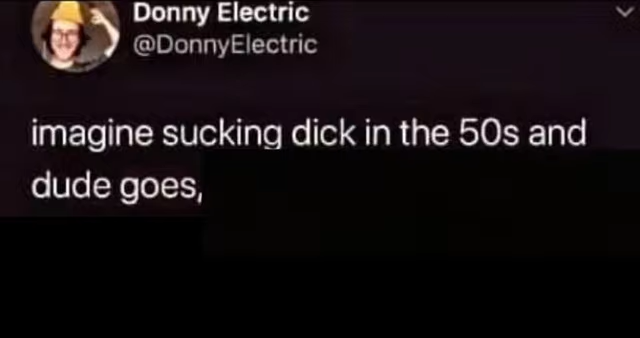 Donny Electric
@DonnyElectric
imagine sucking dick in the 50s and
dude goes,